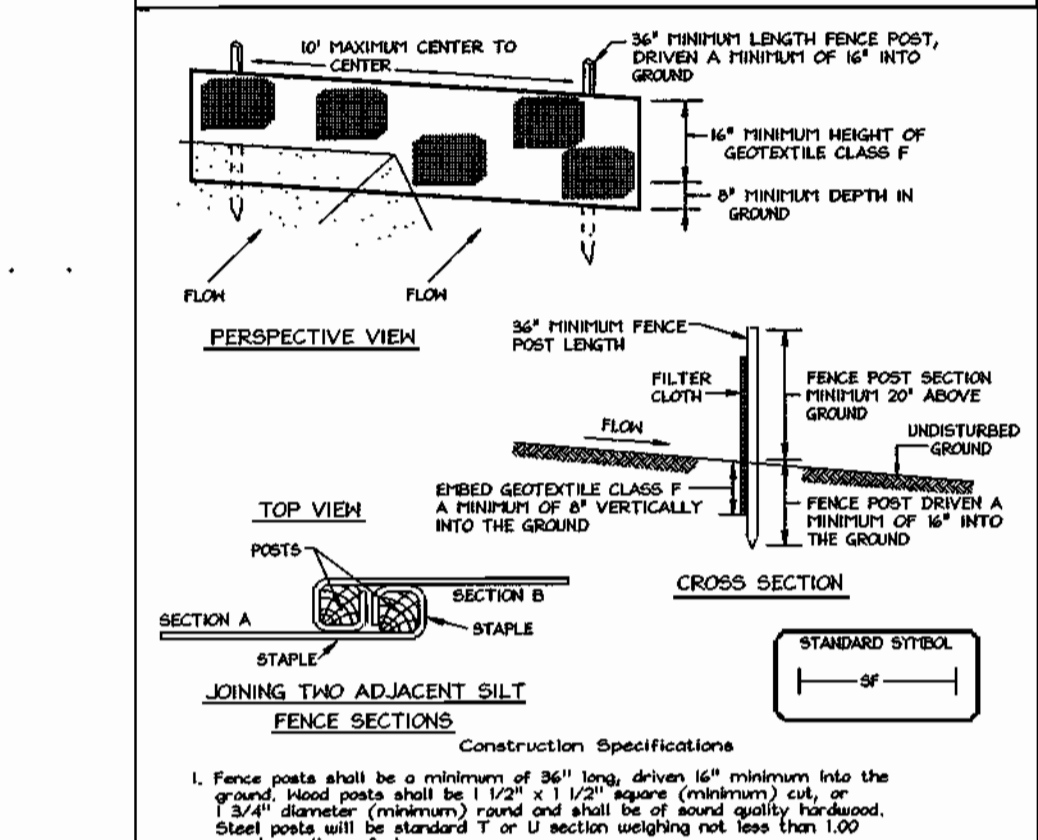 10' MAXIMUM CENTER TO
CENTER
36" MINIMUM LENGTH FENCE POST,
DRIVEN A MINIMUM OF 16" INTO
GROUND
16" MINIMUM HEIGHT OF
GEOTEXTILE CLASS F
8" MINIMUM DEPTH IN
GROUND
FLOW
FLOW
PERSPECTIVE VIEW
36" MINIMUM FENCE
POST LENGTH
FILTER
CLOTH
FENCE POST SECTION
MINIMUM 20" ABOVE
GROUND
FLOW
UNDISTURBED
GROUND
EMBED GEOTEXTILE CLASS F
A MINIMUM OF 8" VERTICALLY
INTO THE GROUND
FENCE POST DRIVEN A
MINIMUM OF 16" INTO
THE GROUND
CROSS SECTION
TOP VIEW
POSTS
SECTION B
SECTION A
STAPLE
STAPLE
JOINING TWO ADJACENT SILT
FENCE SECTIONS
STANDARD SYMBOL
SF
Construction Specifications
1. Fence posts shall be a minimum of 36" long, driven 16" minimum into the
ground. Wood posts shall be 1 1/2" x 1 1/2" square (minimum) cut, or
1 3/4" diameter (minimum) round and shall be of sound quality hardwood.
Steel posts will be standard T or U section weighing not less than 1.00